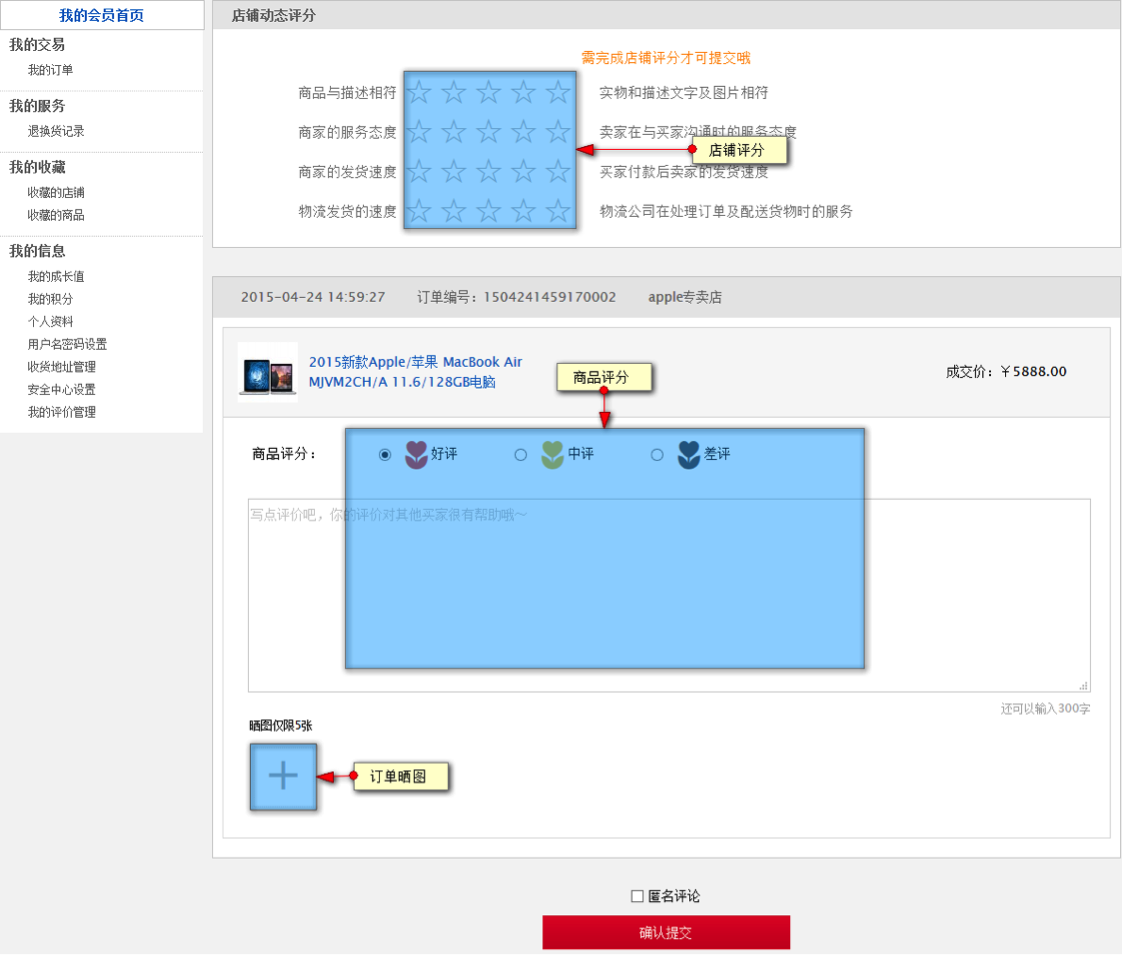 我的会员首页
我的交易
我的订单
我的服务
退换货记录
我的收藏
收藏的店铺
收藏的商品
我的信息
我的成长值
我的积分
个人资料
用户名密码设置
收货地址管理
安全中心设置
我的评价管理
店铺动态评分
需完成店铺评分才可提交哦
商品与描述相符 实物和描述文字及图片相符
商家的服务态度 卖家在与买家沟通时的服务态度
店铺评分
商家的发货速度 买家付款后卖家的发货速度
物流发货的速度 物流公司在处理订单及配送货物时的服务
2015-04-24 14:59:27 订单编号：1504241459170002 apple专卖店
2015新款Apple/苹果 MacBook Air
MJVM2CH/A 11.6/128GB电脑
商品评分
成交价：￥5888.00
商品评分： 好评 中评 差评
写点评价吧，你的评价对其他买家很有帮助哦～
还可以输入300字
晒图仅限5张
订单晒图
匿名评论
确认提交